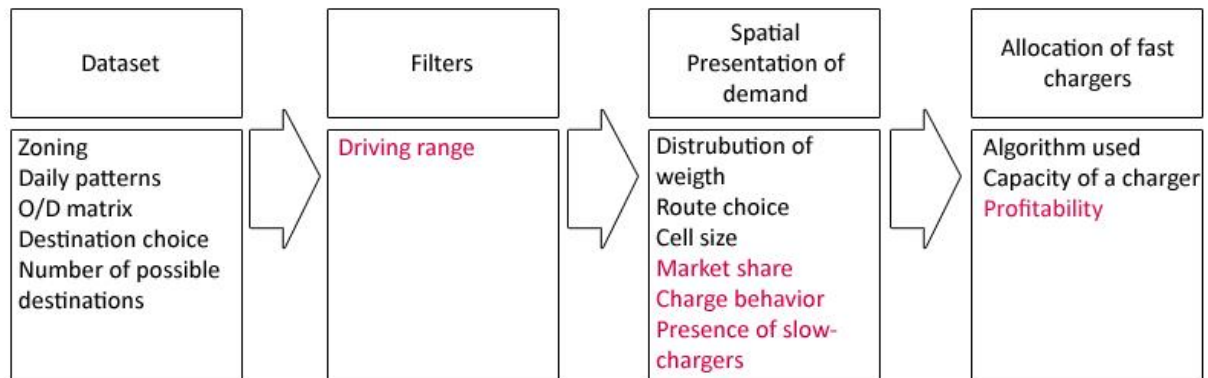 Dataset
Zoning
Daily patterns
O/D matrix
Destination choice
Number of possible
destinations
Filters
Driving range
Spatial
Presentation of
demand
Distrubution of
weigth
Route choice
Cell size
Market share
Charge behavior
Presence of slow-
chargers
Allocation of fast
chargers
Algorithm used
Capacity of a charger
Profitability